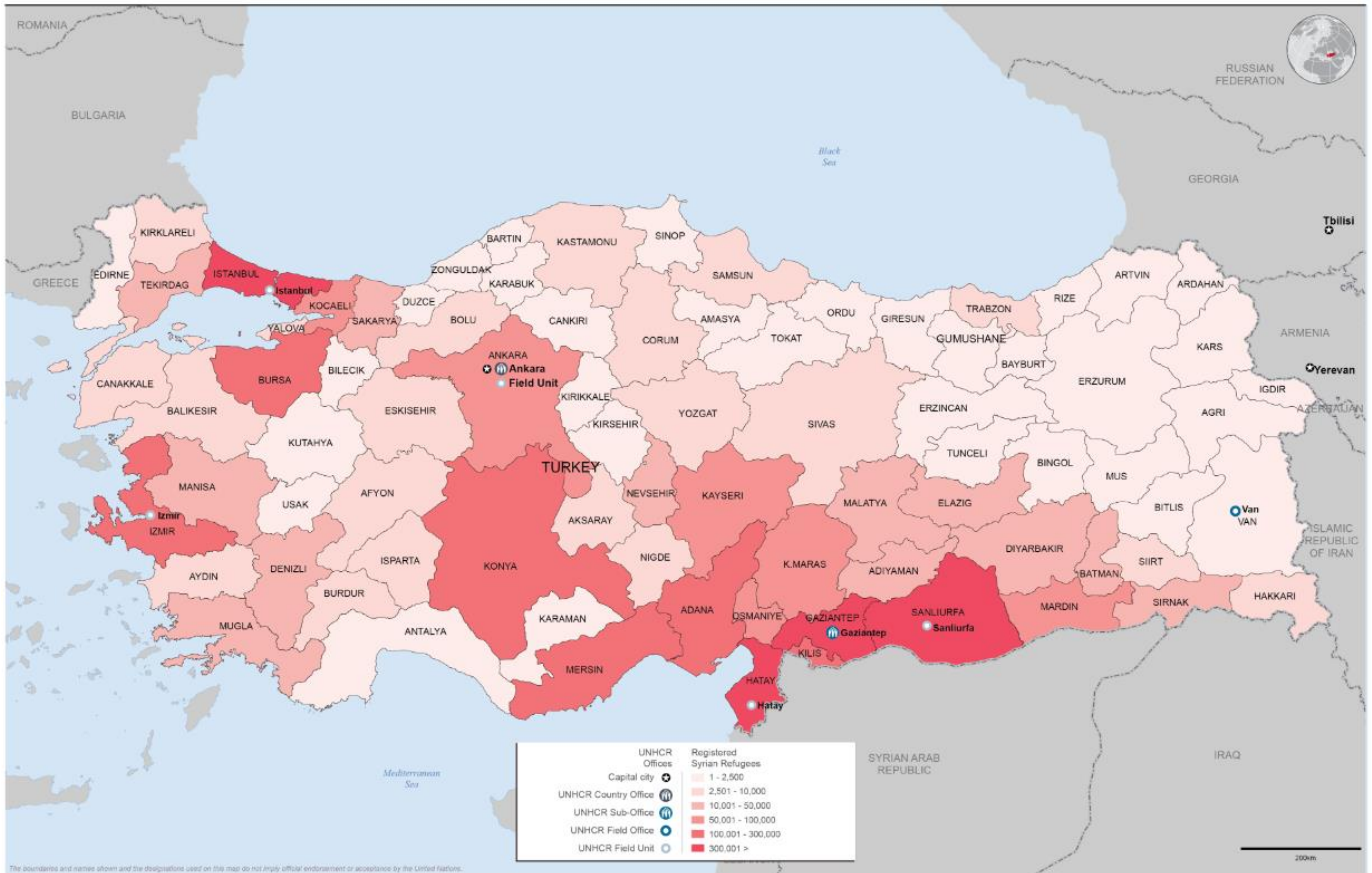 ROMANIA
RUSSIAN
FEDERATION
BULGARIA
Black
Sea
GEORGIA
Tbilisi
KIRKLARELI
EDIRNE
GREECE
TEKIRDAG
ISTANBUL
Istanbul
KOCAELI
YALOVA
SAKARYA
DUZCE
ZONGULDAK
BARTIN
KARABUK
BOLU
KASTAMONU
SINOP
CANKIRI
SAMSUN
AMASYA
CORUM
TOKAT
ORDU
GIRESUN
TRABZON
GUMUSHANE
BAYBURT
RIZE
ARTVIN
ARDAHAN
KARS
ARMENIA
Yerevan
IGDIR
AZERBAIJAN
AGRI
ERZURUM
ERZINCAN
CANAKKALE
BALIKESIR
BURSA
BILECIK
ESKISEHIR
KUTAHYA
ANKARA
Ankara
Field Unit
KIRIKKALE
KIRSEHIR
YOZGAT
SIVAS
TUNCELI
BINGOL
MUS
BITLIS
Van
VAN
ISLAMIC
REPUBLIC
OF IRAN
TURKEY
MANISA
USAK
AFYON
Izmir
IZMIR
AKSARAY
NEVSEHIR
KAYSERI
MALATYA
ELAZIG
DIYARBAKIR
SIIRT
BATMAN
HAKKARI
SIRNAK
MARDIN
ADIYAMAN
K.MARAS
NIGDE
KONYA
ISPARTA
DENIZLI
AYDIN
BURDUR
MUGLA
ANTALYA
KARAMAN
MERSIN
ADANA
OSMANIYE
GAZIANTEP
Gaziantep
KILIS
SANLIURFA
Sanliurfa
HATAY
Hatay
SYRIAN ARAB
REPUBLIC
IRAQ
Mediterranean
Sea
UNHCR
Offices
Capital city
UNHCR Country Office
UNHCR Sub-Office
UNHCR Field Office
UNHCR Field Unit
Registered
Syrian Refugees
1 - 2,500
2,501 - 10,000
10,001 - 50,000
50,001 - 100,000
100,001 - 300,000
300,001 >
200km
The boundaries and names shown and the designations used on this map do not imply official endorsement or acceptance by the United Nations.